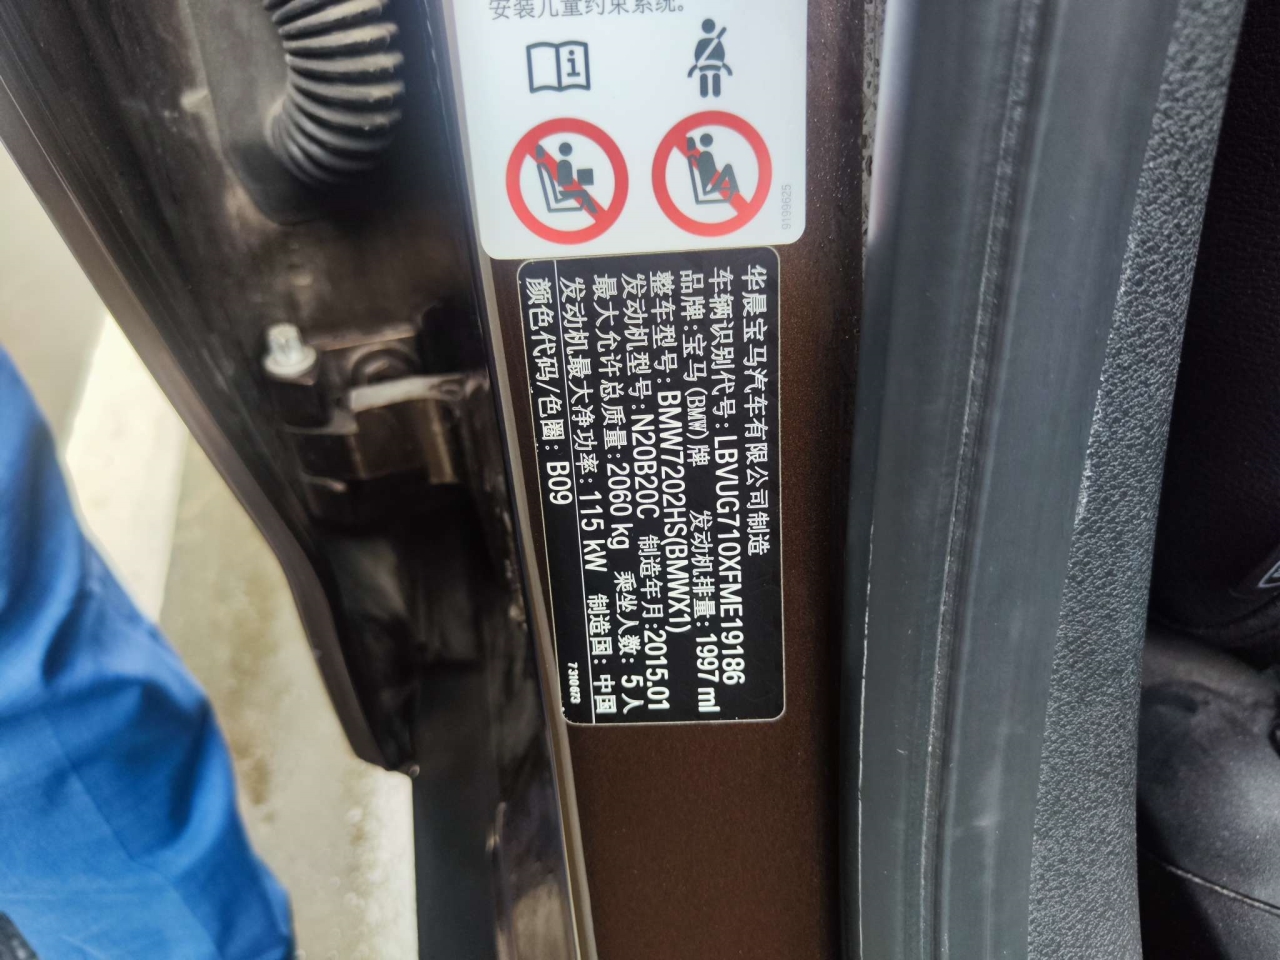 安装儿童约束系统。
9199625
华晨宝马汽车有限公司制造
车辆识别代号:LBVUG710XFME19186
品牌:宝马(BMW)牌 发动机排量:1997 ml
整车型号:BMW7202HS(BMWX1)
发动机型号:N20B20C 制造年月:2015.01
最大允许总质量:2060 kg 乘坐人数:5人
发动机最大净功率:115 kW 制造国:中国
颜色代码/色圈:B09
7310673